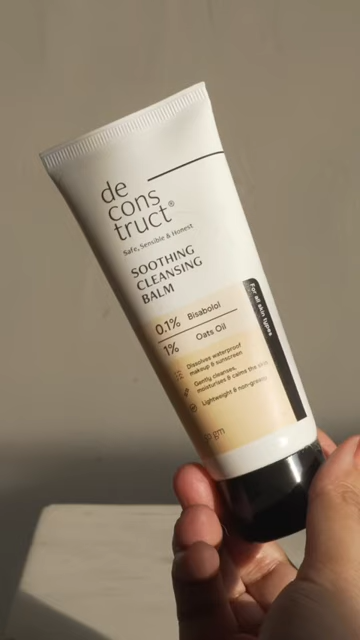 de
cons
truct®
Safe, Sensible & Honest
SOOTHING
CLEANSING
BALM
0.1% Bisabolol
1% Oats Oil
For all skin types
Dissolves waterproof
makeup & sunscreen
Gently cleanses,
moisturises & calms the skin
Lightweight & non-greasy
gm